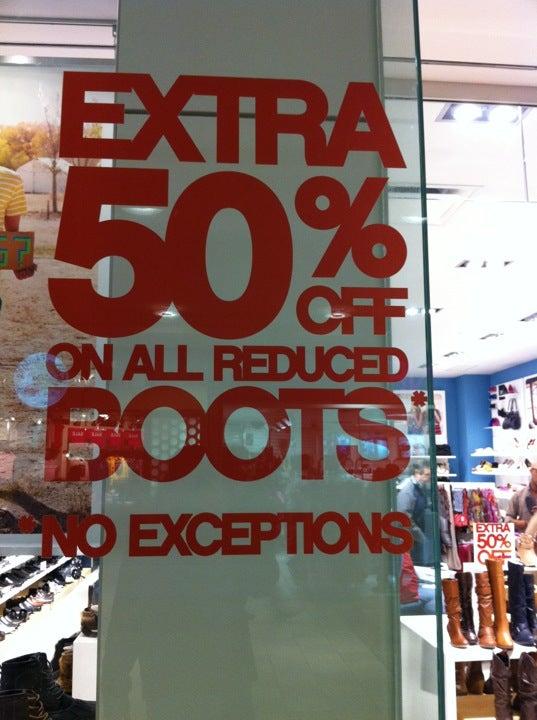 EXTRA
50%
OFF
ON ALL REDUCED
BOOTS*
*NO EXCEPTIONS
EXTRA
50%
OFF